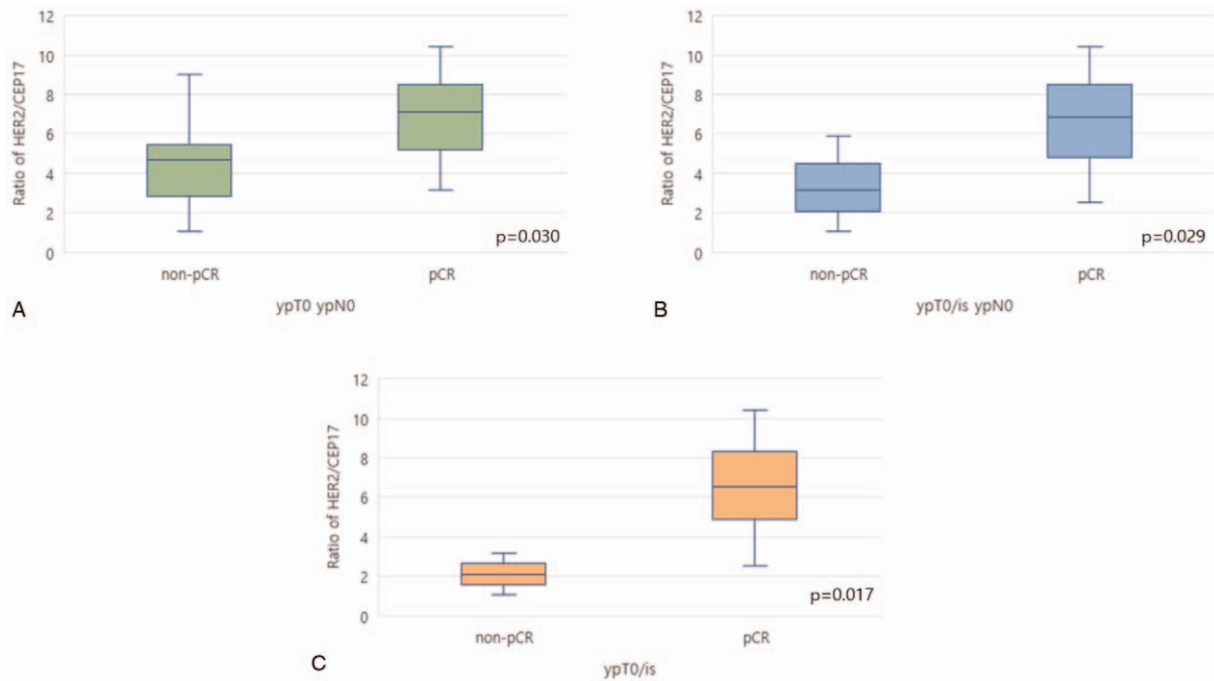 12
10
8
6
4
2
0
Ratio of HER2/CEP17
p=0.030
non-pCR pCR
ypT0 ypN0
A
12
10
8
6
4
2
0
Ratio of HER2/CEP17
p=0.029
non-pCR pCR
ypT0/is ypN0
B
12
10
8
6
4
2
0
Ratio of HER2/CEP17
p=0.017
non-pCR pCR
ypT0/is
C